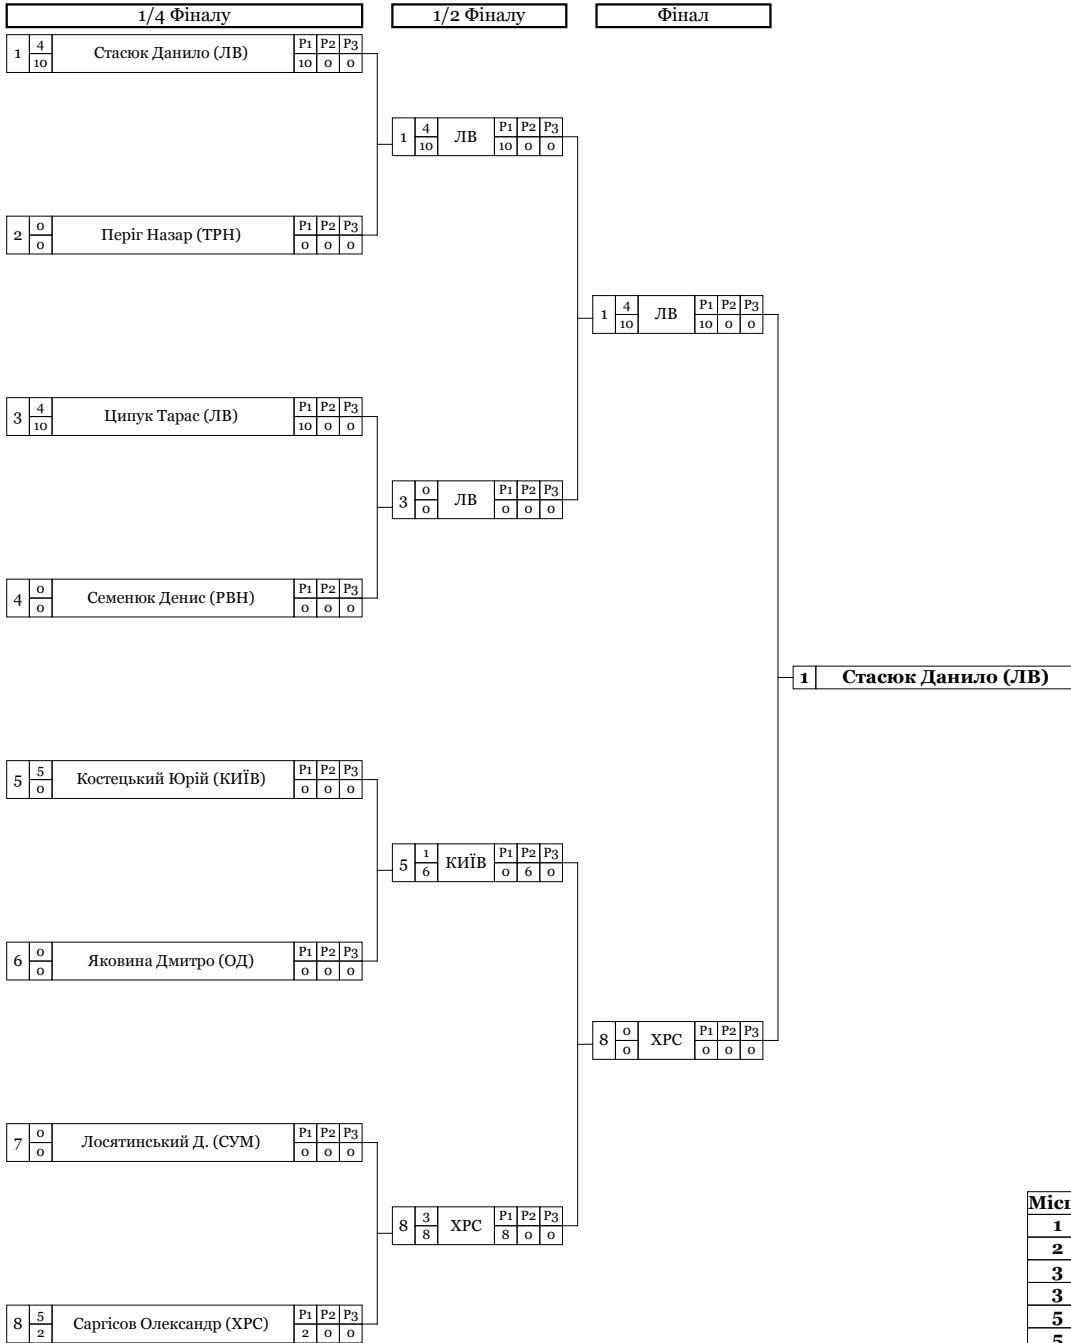 1/4 Фіналу 1/2 Фіналу Фінал
1 4 Стасюк Данило (ЛВ) P1 P2 P3
10 10 0 0
1 4 ЛВ P1 P2 P3
10 10 0 0
2 0 Періг Назар (ТРН) P1 P2 P3
0 0 0 0
1 4 ЛВ P1 P2 P3
10 10 0 0
3 4 Ципук Тарас (ЛВ) P1 P2 P3
10 10 0 0
3 0 ЛВ P1 P2 P3
0 0 0 0
4 0 Семенюк Денис (РВН) P1 P2 P3
0 0 0 0
1 Стасюк Данило (ЛВ)
5 5 Костецький Юрій (КИЇВ) P1 P2 P3
0 0 0 0
5 1 КИЇВ P1 P2 P3
6 0 6 0
6 0 Яковина Дмитро (ОД) P1 P2 P3
0 0 0 0
8 0 ХРС P1 P2 P3
0 0 0 0
7 0 Лосятинський Д. (СУМ) P1 P2 P3
0 0 0 0
Місц
1
8 3 ХРС P1 P2 P3
8 8 0 0
2
3
3
5
8 5 Саргісов Олександр (ХРС) P1 P2 P3
2 2 0 0
5